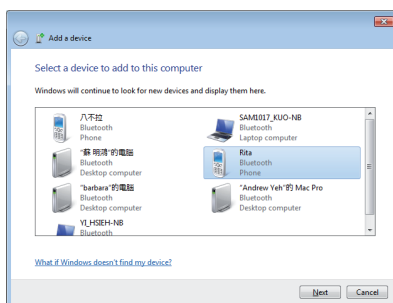 Add a device
Select a device to add to this computer
Windows will continue to look for new devices and display them here.
八不拉
Bluetooth
Phone
SAM1017_KUO-NB
Bluetooth
Laptop computer
"蘇 明鴻"的電腦
Bluetooth
Desktop computer
Rita
Bluetooth
Phone
"barbara"的電腦
Bluetooth
Desktop computer
"Andrew Yeh"的 Mac Pro
Bluetooth
Desktop computer
YI_HSIEH-NB
Bluetooth
What if Windows doesn't find my device?
Next
Cancel